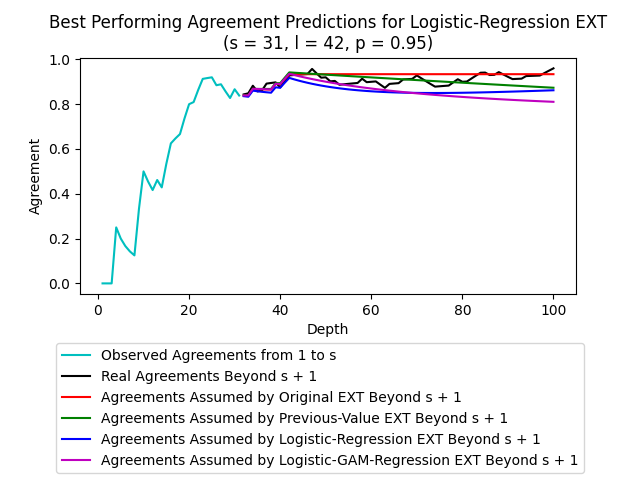 Best Performing Agreement Predictions for Logistic-Regression EXT
(s = 31, l = 42, p = 0.95)
1.0
0.8
0.6
0.4
0.2
0.0
Agreement
0 20 40 60 80 100
Depth
Observed Agreements from 1 to s
Real Agreements Beyond s + 1
Agreements Assumed by Original EXT Beyond s + 1
Agreements Assumed by Previous-Value EXT Beyond s + 1
Agreements Assumed by Logistic-Regression EXT Beyond s + 1
Agreements Assumed by Logistic-GAM-Regression EXT Beyond s + 1